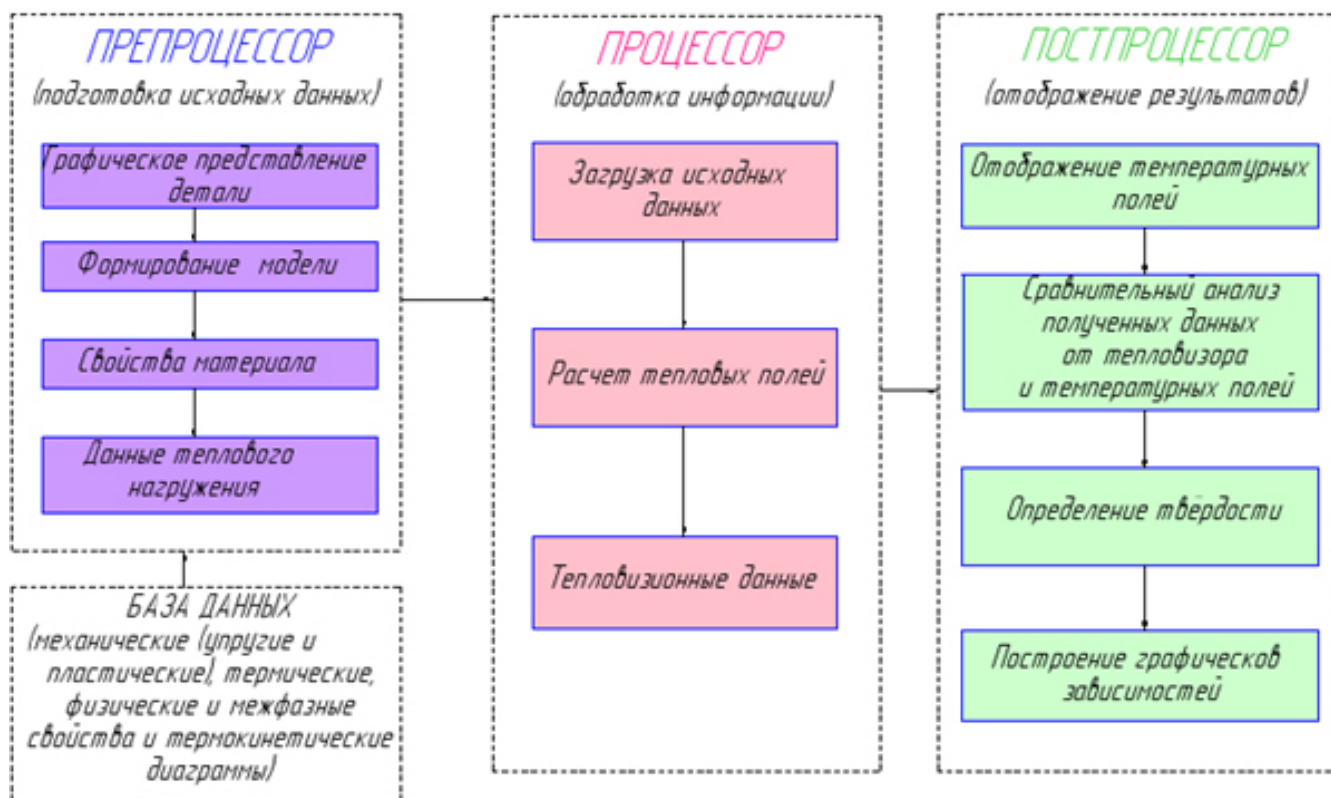 ПРЕПРОЦЕССОР
(подготовка исходных данных)
Графическое представление
детали
Формирование модели
Свойства материала
Данные теплового
нагружения
БАЗА ДАННЫХ
(механические (упругие и
пластические), термические,
физические и межфазные
свойства и термокинетические
диаграммы)
ПРОЦЕССОР
(обработка информации)
Загрузка исходных
данных
Расчет тепловых полей
Тепловизионные данные
ПОСТПРОЦЕССОР
(отображение результатов)
Отображение температурных
полей
Сравнительный анализ
полученных данных
от тепловизора
и температурных полей
Определение твёрдости
Построение графическов
зависимостей